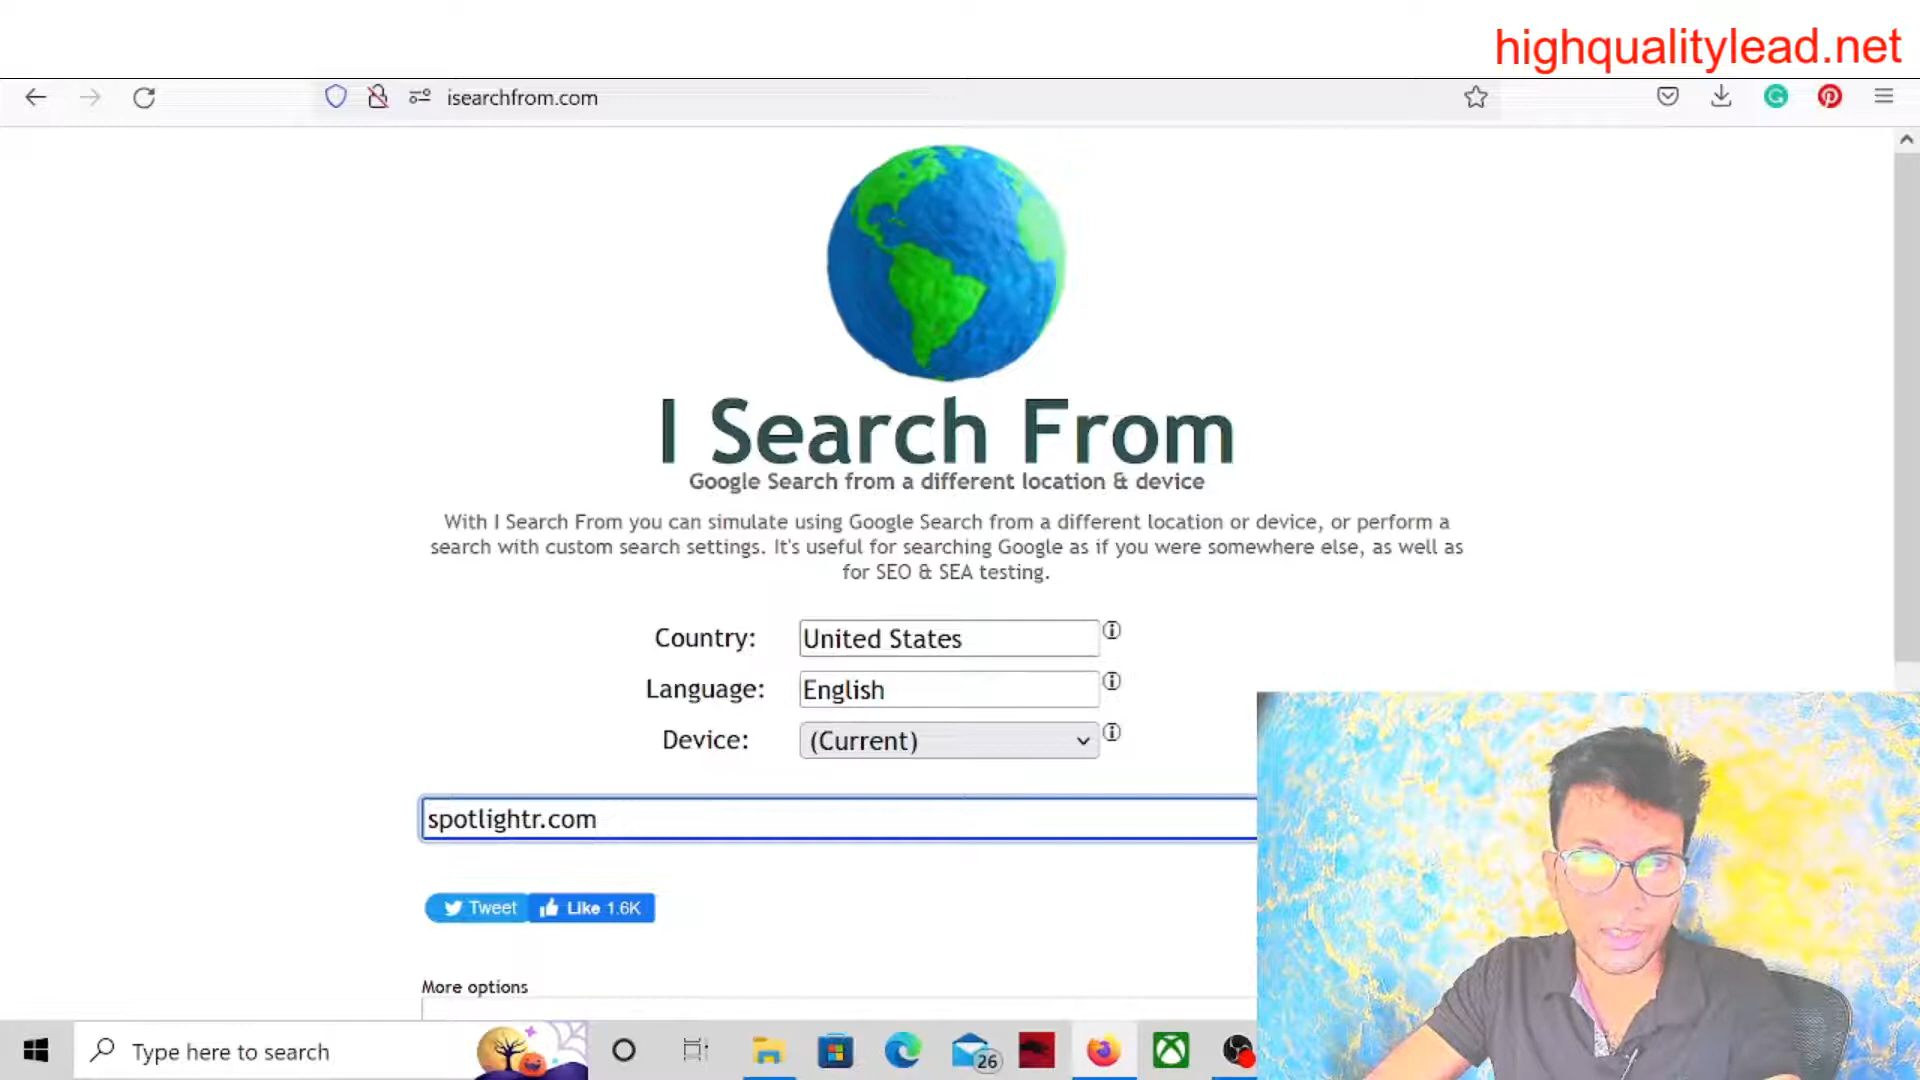 highqualitylead.net
isearchfrom.com
I Search From
Google Search from a different location & device
With I Search From you can simulate using Google Search from a different location or device, or perform a
search with custom search settings. It's useful for searching Google as if you were somewhere else, as well as
for SEO & SEA testing.
Country: United States
Language: English
Device: (Current)
spotlightr.com
Tweet Like 1.6K
More options
Type here to search
26